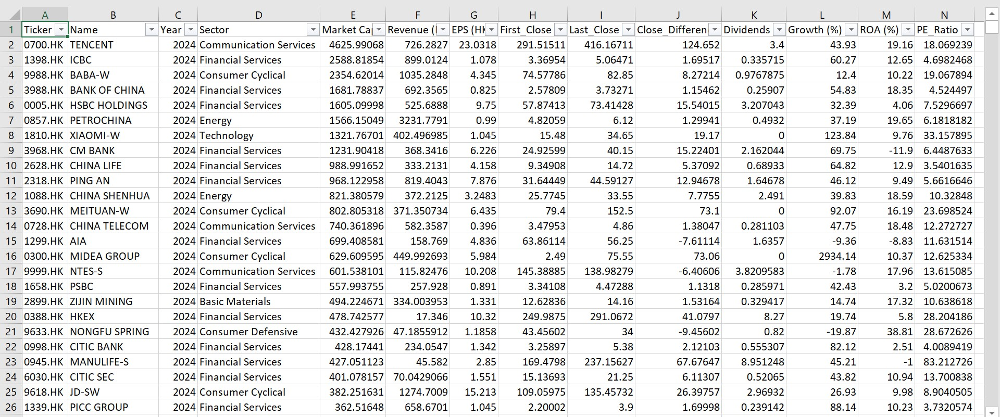 A B C D E F G H I J K L M N
1 Ticker Name Year Sector Market Ca Revenue ( EPS (HK First_Close Last_Close Close_Differen Dividends Growth (%) ROA (%) PE_Ratio
2 0700.HK TENCENT 2024 Communication Services 4625.99068 726.2827 23.0318 291.51511 416.16711 124.652 3.4 43.93 19.16 18.069239
3 1398.HK ICBC 2024 Financial Services 2588.81854 899.0124 1.078 3.36954 5.06471 1.69517 0.335715 60.27 12.65 4.6982468
4 9988.HK BABA-W 2024 Consumer Cyclical 2354.62014 1035.2848 4.345 74.57786 82.85 8.27214 0.9767875 12.4 10.22 19.067894
5 3988.HK BANK OF CHINA 2024 Financial Services 1681.78837 692.3565 0.825 2.57809 3.73271 1.15462 0.25907 54.83 18.35 4.524497
6 0005.HK HSBC HOLDINGS 2024 Financial Services 1605.09998 525.6888 9.75 57.87413 73.41428 15.54015 3.207043 32.39 4.06 7.5296697
7 0857.HK PETROCHINA 2024 Energy 1566.15049 3231.7791 0.99 4.82059 6.12 1.29941 0.4932 37.19 19.65 6.1818182
8 1810.HK XIAOMI-W 2024 Technology 1321.76701 402.496985 1.045 15.48 34.65 19.17 0 123.84 9.76 33.157895
9 3968.HK CM BANK 2024 Financial Services 1231.90418 368.3416 6.226 24.92599 40.15 15.22401 2.162044 69.75 -11.9 6.4487633
10 2628.HK CHINA LIFE 2024 Financial Services 988.991652 333.2131 4.158 9.34908 14.72 5.37092 0.68933 64.82 12.9 3.5401635
11 2318.HK PING AN 2024 Financial Services 968.122958 819.4043 7.876 31.64449 44.59127 12.94678 1.64678 46.12 9.49 5.6616646
12 1088.HK CHINA SHENHUA 2024 Energy 821.380579 372.2125 3.2483 25.7745 33.55 7.7755 2.491 39.83 18.59 10.32848
13 3690.HK MEITUAN-W 2024 Consumer Cyclical 802.805318 371.350734 6.435 79.4 152.5 73.1 0 92.07 16.19 23.698524
14 0728.HK CHINA TELECOM 2024 Communication Services 740.361896 582.3587 0.396 3.47953 4.86 1.38047 0.281103 47.75 18.48 12.272727
15 1299.HK AIA 2024 Financial Services 699.408581 158.769 4.836 63.86114 56.25 -7.61114 1.6357 -9.36 -8.83 11.631514
16 0300.HK MIDEA GROUP 2024 Consumer Cyclical 629.609595 449.992693 5.984 2.49 75.55 73.06 0 2934.14 10.37 12.625334
17 9999.HK NTES-S 2024 Communication Services 601.538101 115.82476 10.208 145.38885 138.98279 -6.40606 3.8209583 -1.78 17.96 13.615085
18 1658.HK PSBC 2024 Financial Services 557.993755 257.928 0.891 3.34108 4.47288 1.1318 0.285971 42.43 3.2 5.0200673
19 2899.HK ZIJIN MINING 2024 Basic Materials 494.224671 334.003953 1.331 12.62836 14.16 1.53164 0.329417 14.74 17.32 10.638618
20 0388.HK HKEX 2024 Financial Services 478.742577 17.346 10.32 249.9875 291.0672 41.0797 8.27 19.74 5.8 28.204186
21 9633.HK NONGFU SPRING 2024 Consumer Defensive 432.427926 47.1855912 1.1858 43.45602 34 -9.45602 0.82 -19.87 38.81 28.672626
22 0998.HK CITIC BANK 2024 Financial Services 428.17441 234.0547 1.342 3.25897 5.38 2.12103 0.555307 82.12 2.51 4.0089419
23 0945.HK MANULIFE-S 2024 Financial Services 427.051123 45.582 2.85 169.4798 237.15627 67.67647 8.951248 45.21 -1 83.212726
24 6030.HK CITIC SEC 2024 Financial Services 401.078157 70.0429066 1.551 15.13693 21.25 6.11307 0.52065 43.82 10.94 13.700838
25 9618.HK JD-SW 2024 Consumer Cyclical 382.251631 1274.7009 15.213 109.05975 135.45732 26.39757 2.96932 26.93 9.98 8.9040505
26 1339.HK PICC GROUP 2024 Financial Services 362.51648 658.6701 1.045 2.20002 3.9 1.69998 0.239142 88.14 10.23 3.7320574